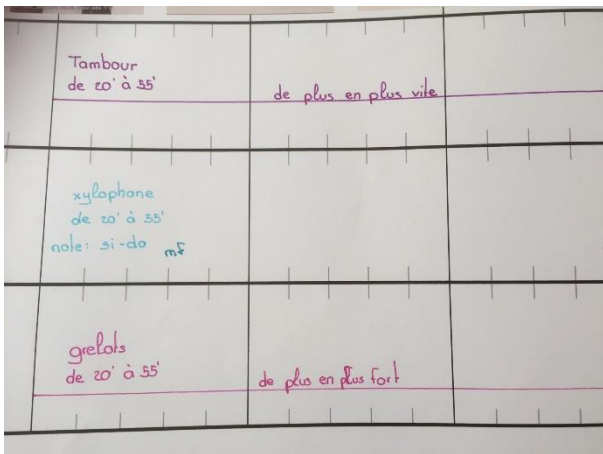 Tambour
de 20' à 55'
de plus en plus vite
xylophone
de 20' à 55'
note: si-do mf
grelots
de 20' à 55'
de plus en plus fort